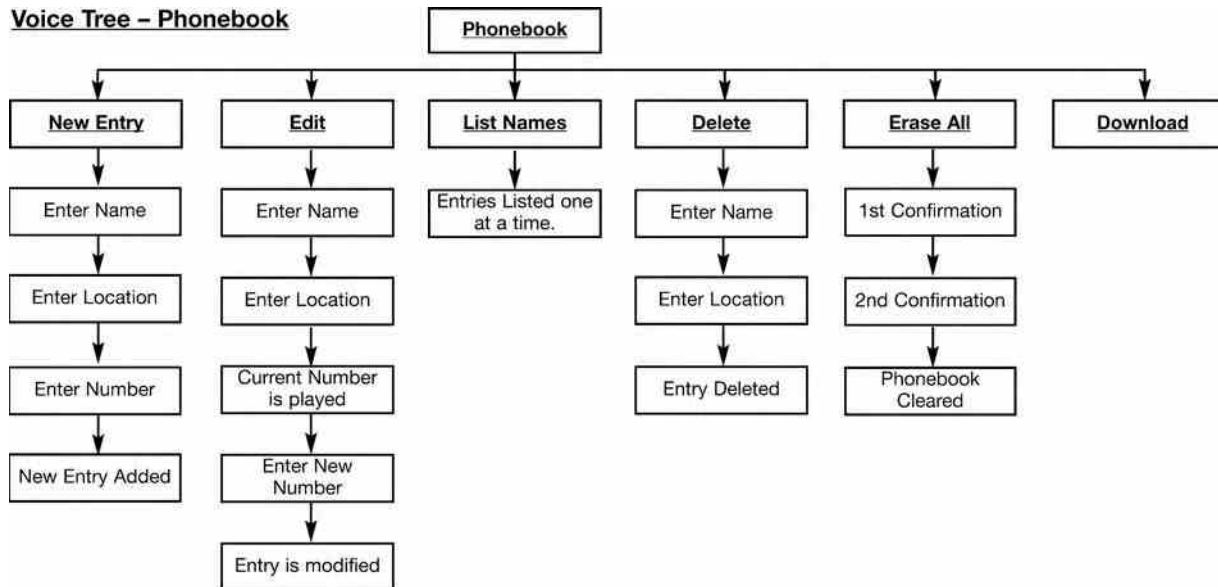 Voice Tree – Phonebook
Phonebook
New Entry
Edit
List Names
Delete
Erase All
Download
Enter Name
Enter Name
Entries Listed one
at a time.
Enter Name
1st Confirmation
Enter Location
Enter Location
Enter Location
2nd Confirmation
Enter Number
Current Number
is played
Entry Deleted
Phonebook
Cleared
New Entry Added
Enter New
Number
Entry is modified